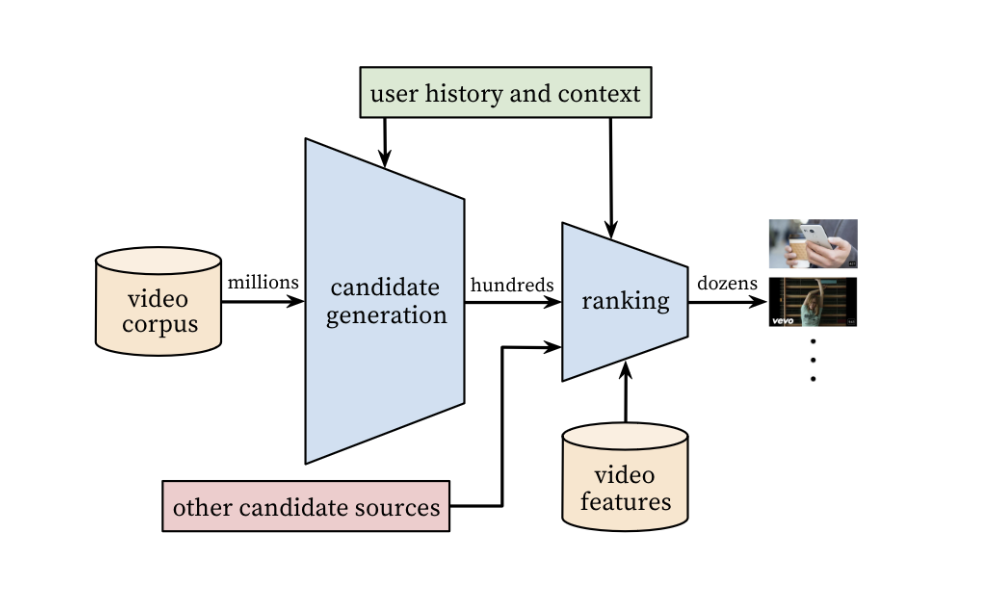 user history and context
video
corpus
millions
candidate
generation
hundreds
ranking
dozens
vevo
other candidate sources
video
features